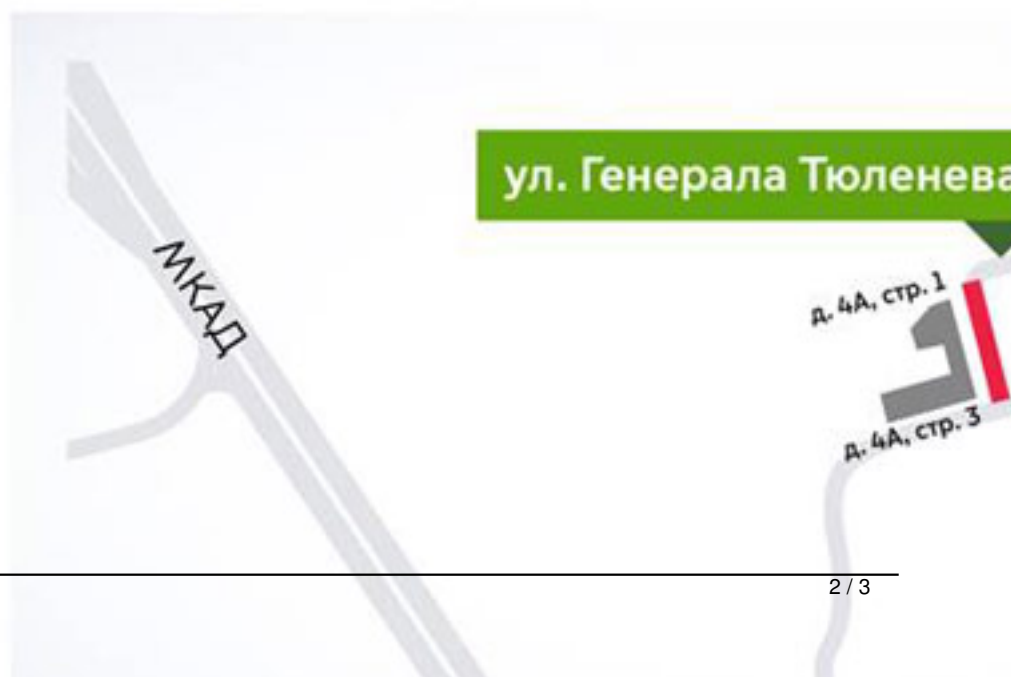 ул. Генерала Тюленева
МКАД
д. 4А, стр. 1
д. 4А, стр. 3
2 / 3